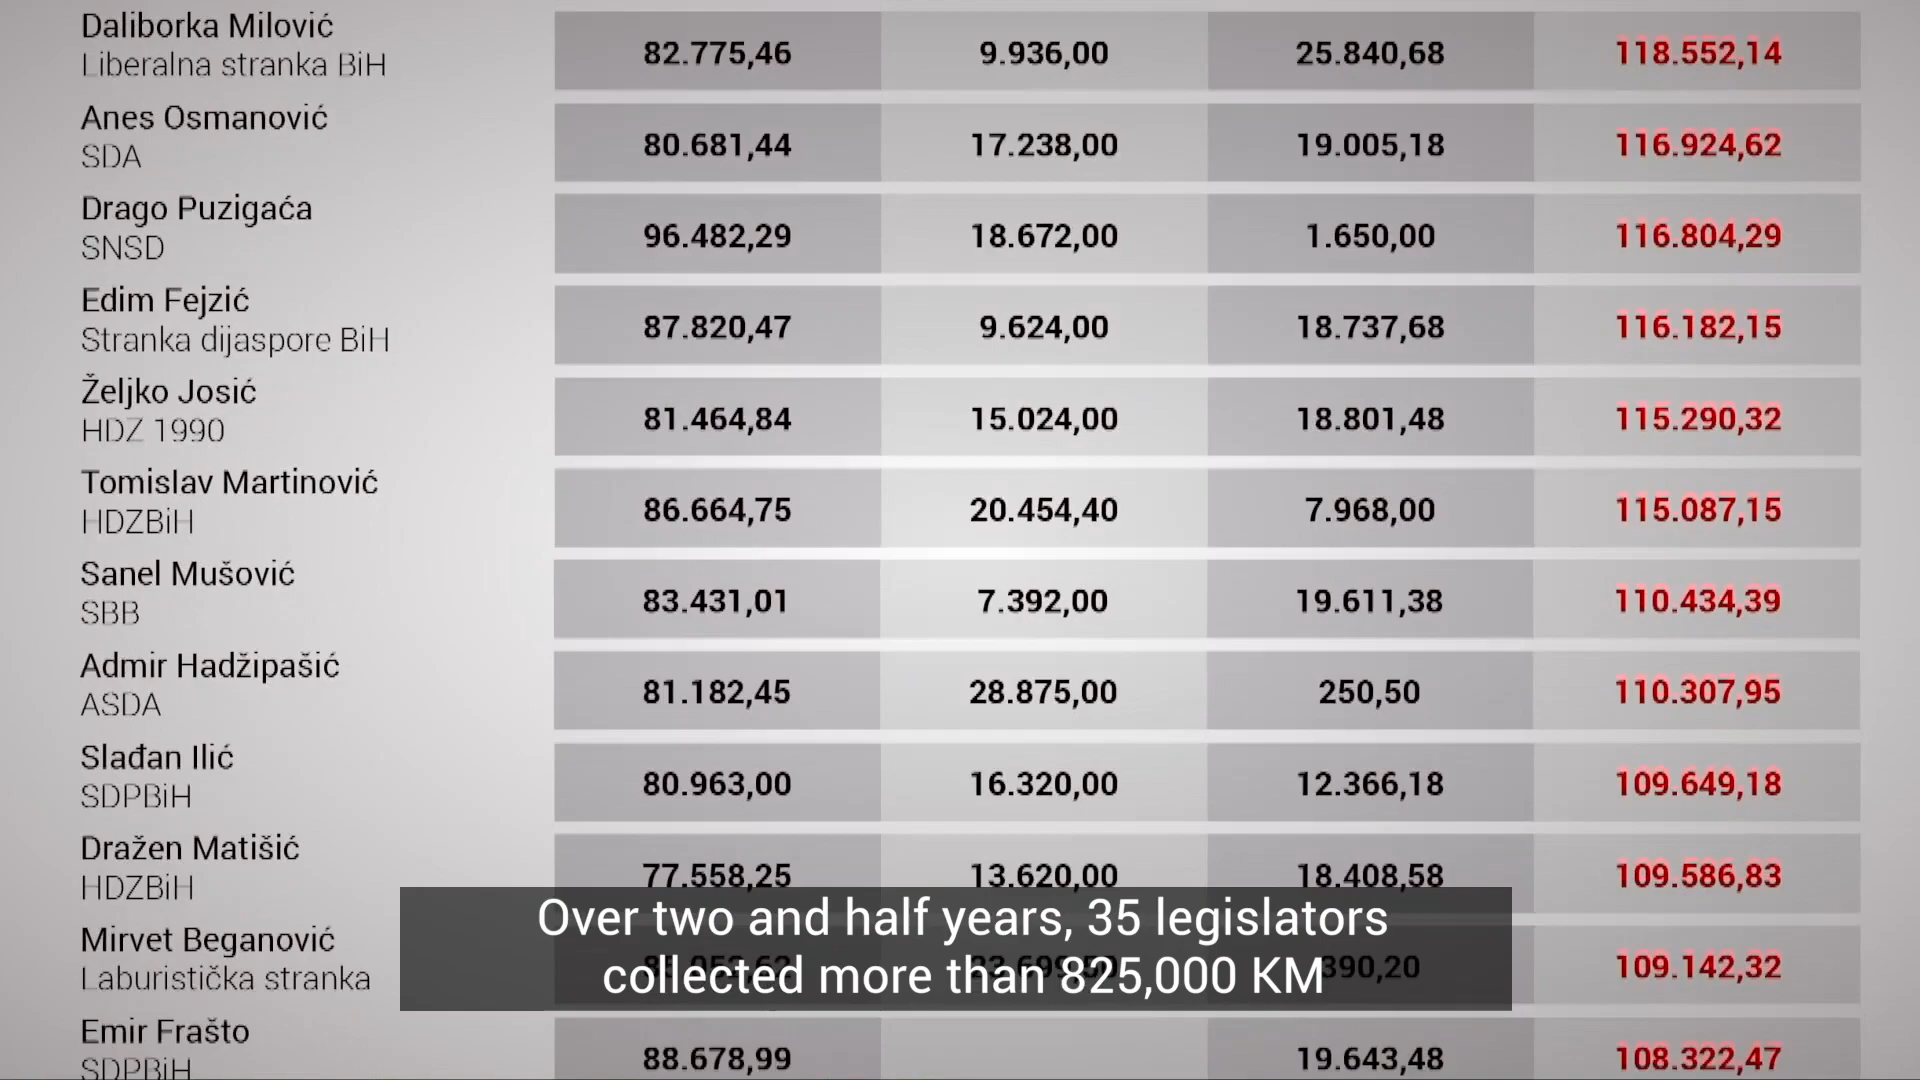 Daliborka Milović
Liberalna stranka BiH
82.775,46 9.936,00 25.840,68 118.552,14
Anes Osmanović
SDA
80.681,44 17.238,00 19.005,18 116.924,62
Drago Puzigaća
SNSD
96.482,29 18.672,00 1.650,00 116.804,29
Edim Fejzić
Stranka dijaspore BiH
87.820,47 9.624,00 18.737,68 116.182,15
Željko Josić
HDZ 1990
81.464,84 15.024,00 18.801,48 115.290,32
Tomislav Martinović
HDZBiH
86.664,75 20.454,40 7.968,00 115.087,15
Sanel Mušović
SBB
83.431,01 7.392,00 19.611,38 110.434,39
Admir Hadžipašić
ASDA
81.182,45 28.875,00 250,50 110.307,95
Slađan Ilić
SDPBiH
80.963,00 16.320,00 12.366,18 109.649,18
Dražen Matišić
HDZBiH
77.558,25 13.620,00 18.408,58 109.586,83
Mirvet Beganović
Laburistička stranka
390,20 109.142,32
Emir Frašto
SDPBiH
88.678,99 19.643,48 108.322,47
Over two and half years, 35 legislators
collected more than 825,000 KM